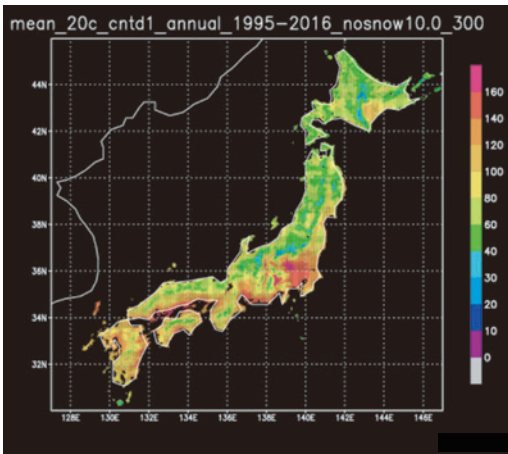 mean_20c_cntd1_annual_1995-2016_nosnow10.0_300
44N
42N
40N
38N
36N
34N
32N
128E 130E 132E 134E 136E 138E 140E 142E 144E 146E
160
140
120
100
80
60
40
30
20
10
0